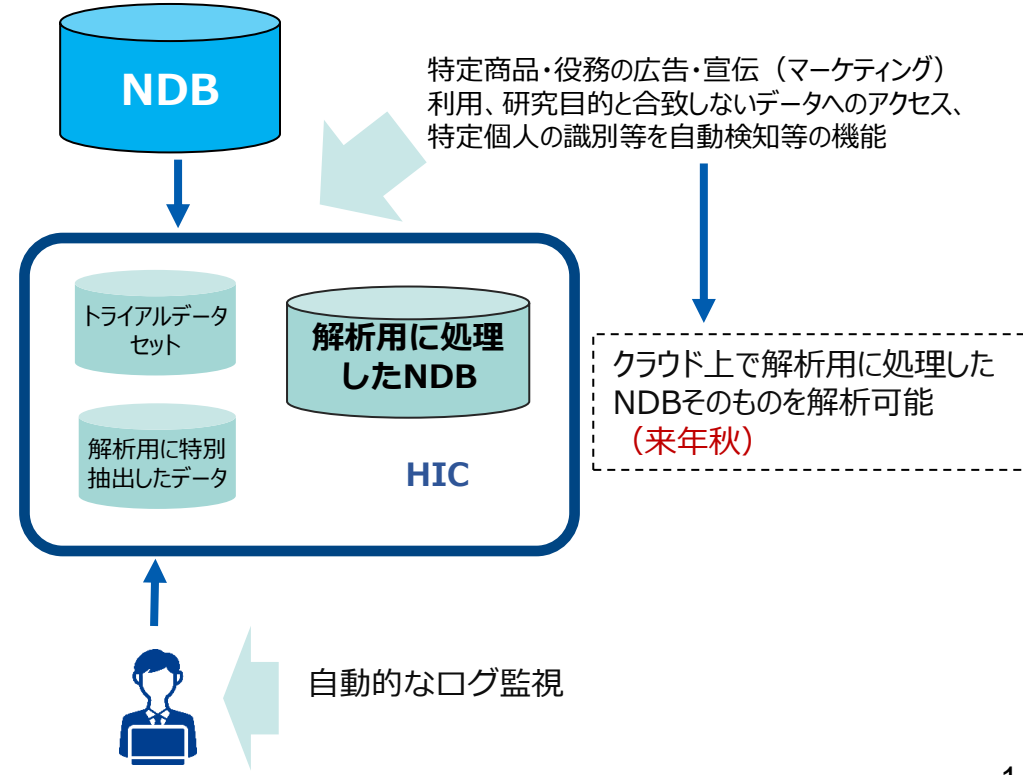 NDB
特定商品・役務の広告・宣伝（マーケティング）
利用、研究目的と合致しないデータへのアクセス、
特定個人の識別等を自動検知等の機能
トライアルデータ
セット
解析用に処理
したNDB
解析用に特別
抽出したデータ
HIC
クラウド上で解析用に処理した
NDBそのものを解析可能
（来年秋）
自動的なログ監視
1